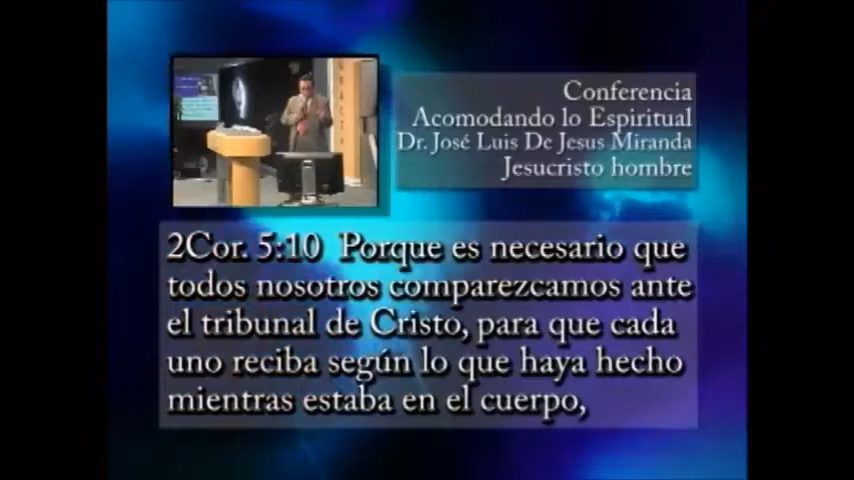 Conferencia
Acomodando lo Espiritual
Dr. José Luis De Jesus Miranda
Jesucristo hombre
2Cor. 5:10 Porque es necesario que
todos nosotros comparezcamos ante
el tribunal de Cristo, para que cada
uno reciba según lo que haya hecho
mientras estaba en el cuerpo,